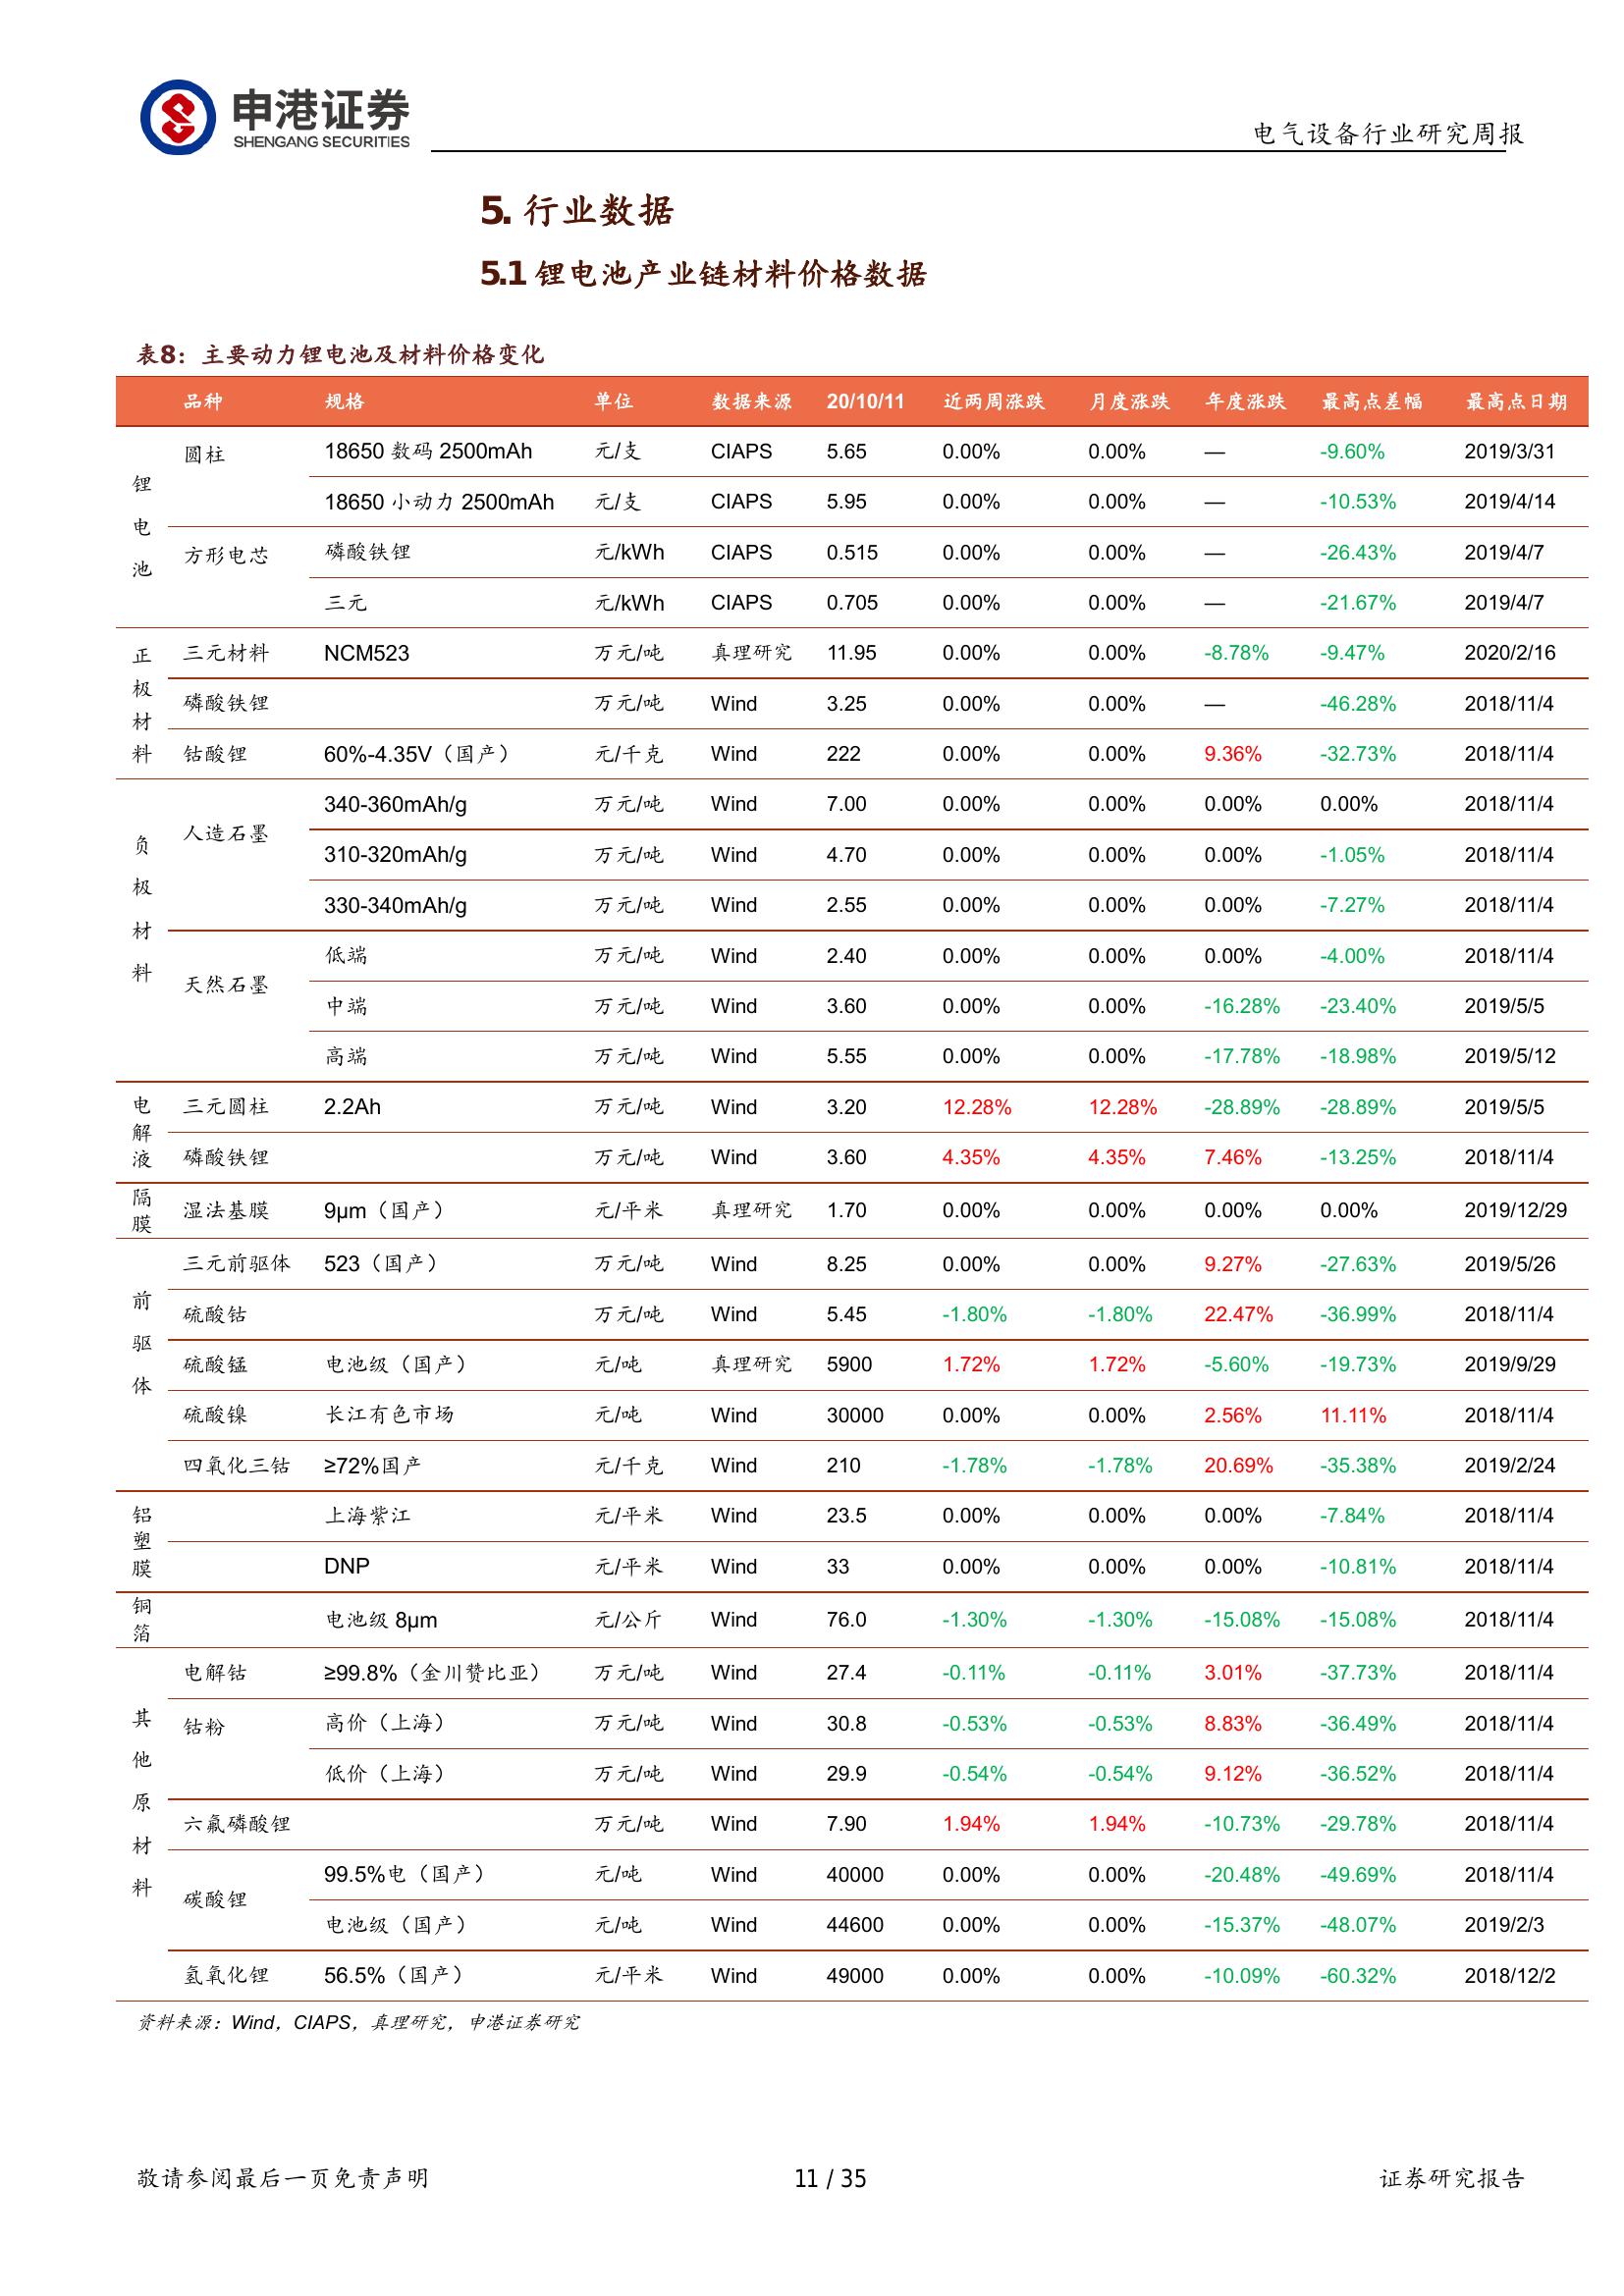 申港证券
SHENGANG SECURITIES
电气设备行业研究周报
5. 行业数据
5.1 锂电池产业链材料价格数据
表8：主要动力锂电池及材料价格变化
品种 规格 单位 数据来源 20/10/11 近两周涨跌 月度涨跌 年度涨跌 最高点差幅 最高点日期
锂电池 圆柱 18650 数码 2500mAh 元/支 CIAPS 5.65 0.00% 0.00% — -9.60% 2019/3/31
18650 小动力 2500mAh 元/支 CIAPS 5.95 0.00% 0.00% — -10.53% 2019/4/14
方形电芯 磷酸铁锂 元/kWh CIAPS 0.515 0.00% 0.00% — -26.43% 2019/4/7
三元 元/kWh CIAPS 0.705 0.00% 0.00% — -21.67% 2019/4/7
正极材料 三元材料 NCM523 万元/吨 真理研究 11.95 0.00% 0.00% -8.78% -9.47% 2020/2/16
磷酸铁锂 万元/吨 Wind 3.25 0.00% 0.00% — -46.28% 2018/11/4
钴酸锂 60%-4.35V（国产） 元/千克 Wind 222 0.00% 0.00% 9.36% -32.73% 2018/11/4
负极材料 人造石墨 340-360mAh/g 万元/吨 Wind 7.00 0.00% 0.00% 0.00% 0.00% 2018/11/4
310-320mAh/g 万元/吨 Wind 4.70 0.00% 0.00% 0.00% -1.05% 2018/11/4
330-340mAh/g 万元/吨 Wind 2.55 0.00% 0.00% 0.00% -7.27% 2018/11/4
天然石墨 低端 万元/吨 Wind 2.40 0.00% 0.00% 0.00% -4.00% 2018/11/4
中端 万元/吨 Wind 3.60 0.00% 0.00% -16.28% -23.40% 2019/5/5
高端 万元/吨 Wind 5.55 0.00% 0.00% -17.78% -18.98% 2019/5/12
电解液 三元圆柱 2.2Ah 万元/吨 Wind 3.20 12.28% 12.28% -28.89% -28.89% 2019/5/5
磷酸铁锂 万元/吨 Wind 3.60 4.35% 4.35% 7.46% -13.25% 2018/11/4
隔膜 湿法基膜 9μm（国产） 元/平米 真理研究 1.70 0.00% 0.00% 0.00% 0.00% 2019/12/29
前驱体 三元前驱体 523（国产） 万元/吨 Wind 8.25 0.00% 0.00% 9.27% -27.63% 2019/5/26
硫酸钴 万元/吨 Wind 5.45 -1.80% -1.80% 22.47% -36.99% 2018/11/4
硫酸锰 电池级（国产） 元/吨 真理研究 5900 1.72% 1.72% -5.60% -19.73% 2019/9/29
硫酸镍 长江有色市场 元/吨 Wind 30000 0.00% 0.00% 2.56% 11.11% 2018/11/4
四氧化三钴 ≥72%国产 元/千克 Wind 210 -1.78% -1.78% 20.69% -35.38% 2019/2/24
铝塑膜 上海紫江 元/平米 Wind 23.5 0.00% 0.00% 0.00% -7.84% 2018/11/4
DNP 元/平米 Wind 33 0.00% 0.00% 0.00% -10.81% 2018/11/4
铜箔 电池级 8μm 元/公斤 Wind 76.0 -1.30% -1.30% -15.08% -15.08% 2018/11/4
其他原材料 电解钴 ≥99.8%（金川赞比亚） 万元/吨 Wind 27.4 -0.11% -0.11% 3.01% -37.73% 2018/11/4
钴粉 高价（上海） 万元/吨 Wind 30.8 -0.53% -0.53% 8.83% -36.49% 2018/11/4
低价（上海） 万元/吨 Wind 29.9 -0.54% -0.54% 9.12% -36.52% 2018/11/4
六氟磷酸锂 万元/吨 Wind 7.90 1.94% 1.94% -10.73% -29.78% 2018/11/4
碳酸锂 99.5%电（国产） 元/吨 Wind 40000 0.00% 0.00% -20.48% -49.69% 2018/11/4
电池级（国产） 元/吨 Wind 44600 0.00% 0.00% -15.37% -48.07% 2019/2/3
氢氧化锂 56.5%（国产） 元/平米 Wind 49000 0.00% 0.00% -10.09% -60.32% 2018/12/2
资料来源：Wind，CIAPS，真理研究，申港证券研究
敬请参阅最后一页免责声明 11 / 35 证券研究报告